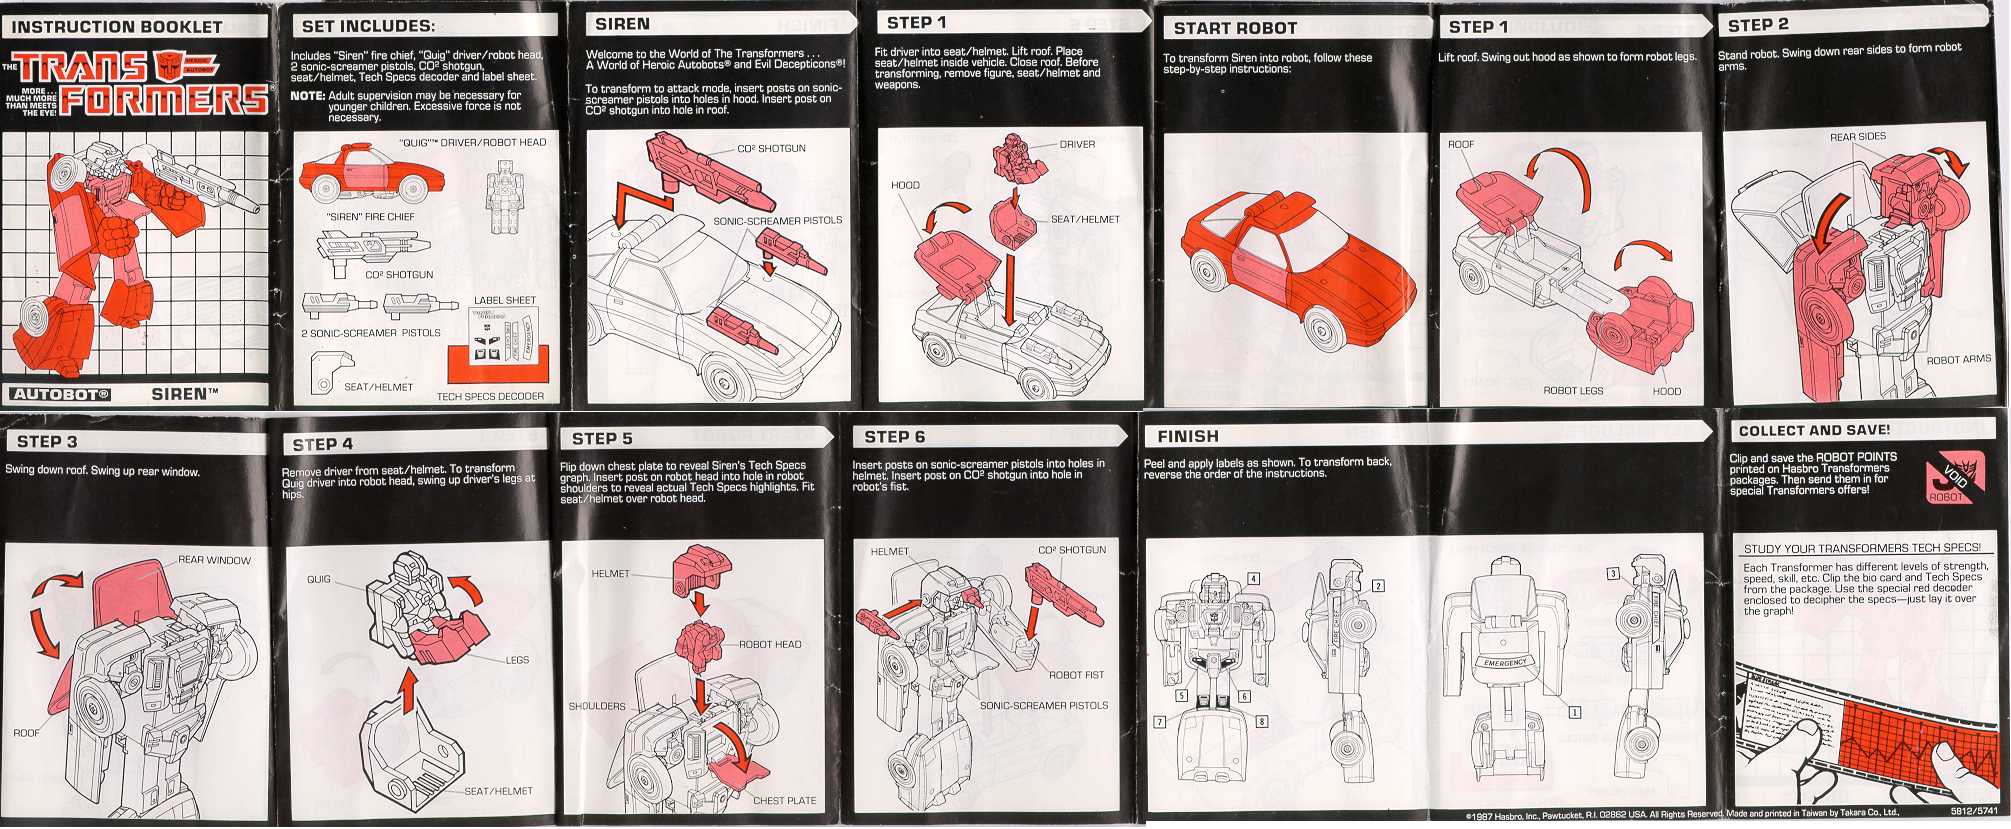 INSTRUCTION BOOKLET
THE TRANSFORMERS®
HEROIC
AUTOBOT
MORE...
MUCH MORE
THAN MEETS
THE EYE!
AUTOBOT® SIREN™
SET INCLUDES:
Includes "Siren" fire chief, "Quig" driver/robot head,
2 sonic-screamer pistols, CO² shotgun,
seat/helmet, Tech Specs decoder and label sheet.
NOTE: Adult supervision may be necessary for
younger children. Excessive force is not
necessary.
"QUIG"™ DRIVER/ROBOT HEAD
"SIREN" FIRE CHIEF
CO² SHOTGUN
LABEL SHEET
2 SONIC-SCREAMER PISTOLS
EMERGENCY
SEAT/HELMET
TECH SPECS DECODER
SIREN
Welcome to the World of The Transformers . . .
A World of Heroic Autobots® and Evil Decepticons®!
To transform to attack mode, insert posts on sonic-
screamer pistols into holes in hood. Insert post on
CO² shotgun into hole in roof.
CO² SHOTGUN
SONIC-SCREAMER PISTOLS
STEP 1
Fit driver into seat/helmet. Lift roof. Place
seat/helmet inside vehicle. Close roof. Before
transforming, remove figure, seat/helmet and
weapons.
DRIVER
HOOD
SEAT/HELMET
START ROBOT
To transform Siren into robot, follow these
step-by-step instructions:
STEP 1
Lift roof. Swing out hood as shown to form robot legs.
ROOF
ROBOT LEGS
HOOD
STEP 2
Stand robot. Swing down rear sides to form robot
arms.
REAR SIDES
ROBOT ARMS
STEP 3
Swing down roof. Swing up rear window.
REAR WINDOW
ROOF
STEP 4
Remove driver from seat/helmet. To transform
Quig driver into robot head, swing up driver's legs at
hips.
QUIG
LEGS
SEAT/HELMET
STEP 5
Flip down chest plate to reveal Siren's Tech Specs
graph. Insert post on robot head into hole in robot
shoulders to reveal actual Tech Specs highlights. Fit
seat/helmet over robot head.
HELMET
ROBOT HEAD
SHOULDERS
CHEST PLATE
STEP 6
Insert posts on sonic-screamer pistols into holes in
helmet. Insert post on CO² shotgun into hole in
robot's fist.
HELMET
CO² SHOTGUN
ROBOT FIST
SONIC-SCREAMER PISTOLS
FINISH
Peel and apply labels as shown. To transform back,
reverse the order of the instructions.
4
2
3
FIRE CHIEF
FIRE CHIEF
EMERGENCY
5
6
7
8
1
COLLECT AND SAVE!
Clip and save the ROBOT POINTS
printed on Hasbro Transformers
packages. Then send them in for
special Transformers offers!
VOID
ROBOT
STUDY YOUR TRANSFORMERS TECH SPECS!
Each Transformer has different levels of strength,
speed, skill, etc. Clip the bio card and Tech Specs
from the package. Use the special red decoder
enclosed to decipher the specs—just lay it over
the graph!
5812/5741
©1987 Hasbro, Inc., Pawtucket, R.I. 02862 USA. All Rights Reserved. Made and printed in Taiwan by Takara Co., Ltd.,